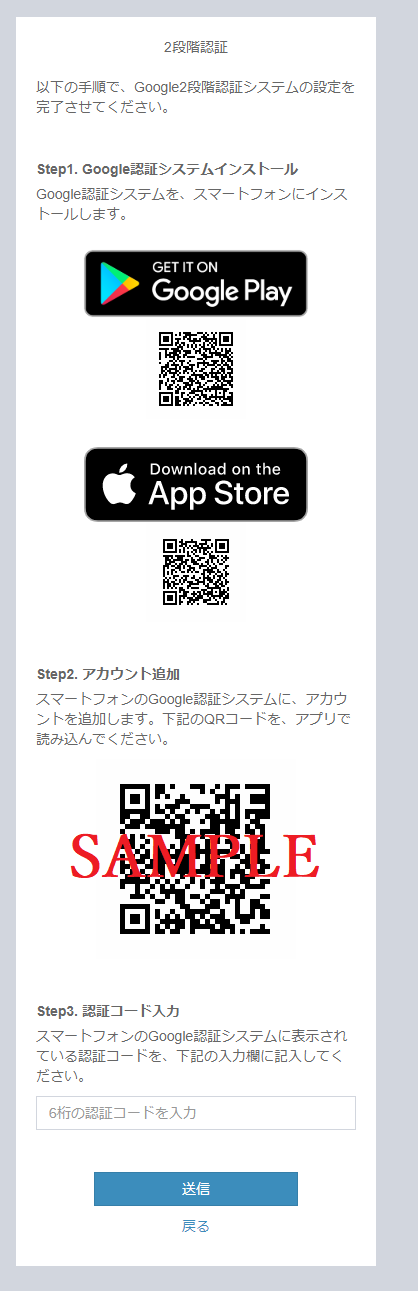 2段階認証
以下の手順で、Google2段階認証システムの設定を
完了させてください。
Step1. Google認証システムインストール
Google認証システムを、スマートフォンにインス
トールします。
GET IT ON
Google Play
Download on the
App Store
Step2. アカウント追加
スマートフォンのGoogle認証システムに、アカウ
ントを追加します。下記のQRコードを、アプリで
読み込んでください。
SAMPLE
Step3. 認証コード入力
スマートフォンのGoogle認証システムに表示され
ている認証コードを、下記の入力欄に記入してく
ださい。
6桁の認証コードを入力
送信
戻る